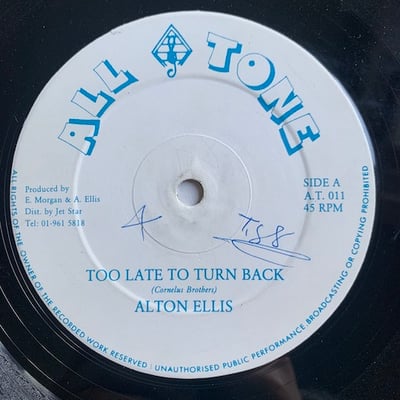 ALL TONE
Produced by
E. Morgan & A. Ellis
Dist. by Jet Star
Tel: 01-961 5818
SIDE A
A.T. 011
45 RPM
TOO LATE TO TURN BACK
(Cornelus Brothers)
ALTON ELLIS
ALL RIGHTS OF THE OWNER OF THE RECORDED WORK RESERVED | UNAUTHORISED PUBLIC PERFORMANCE. BROADCASTING OR COPYING PROHIBITED